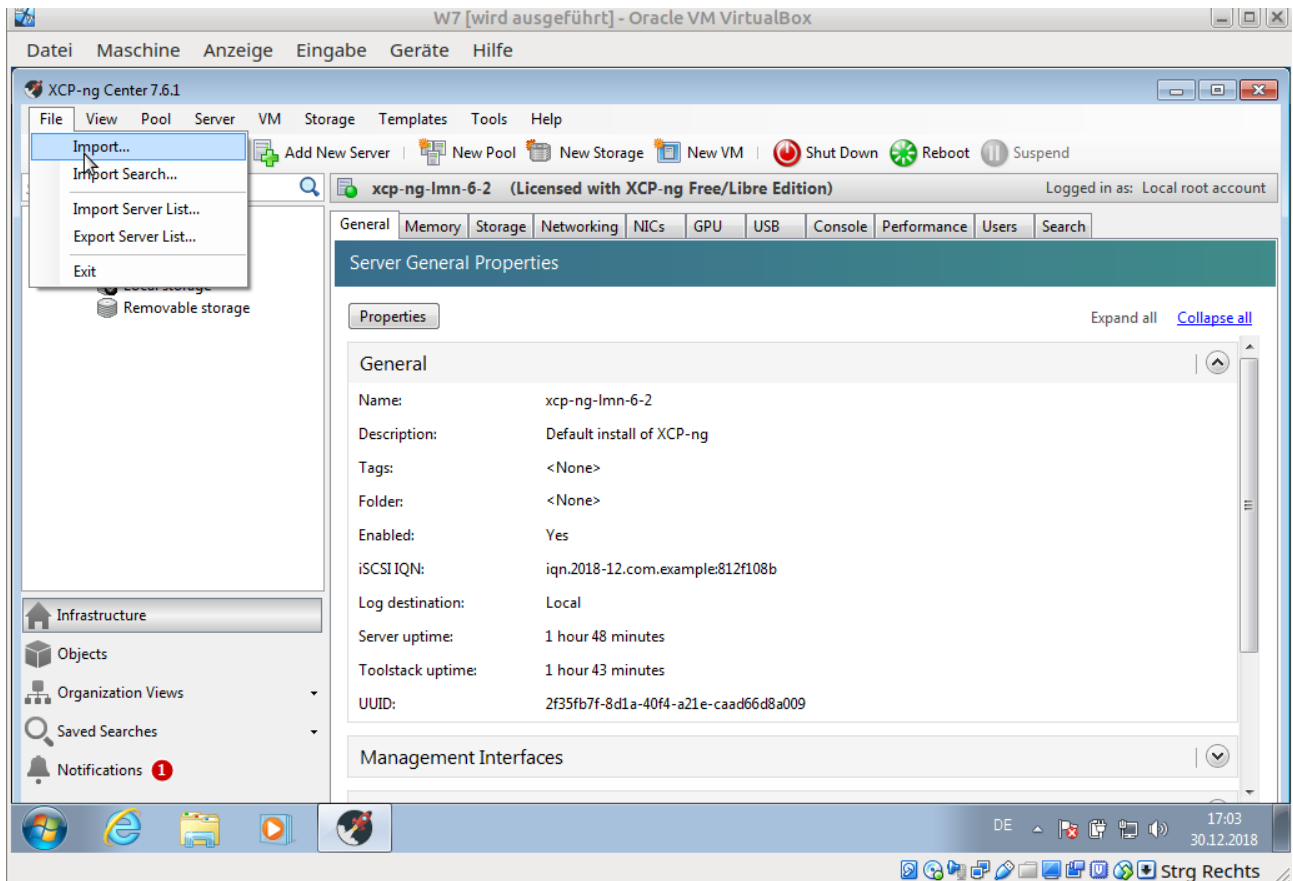 W7 [wird ausgeführt] - Oracle VM VirtualBox
Datei Maschine Anzeige Eingabe Geräte Hilfe
XCP-ng Center 7.6.1
File View Pool Server VM Storage Templates Tools Help
Add New Server New Pool New Storage New VM Shut Down Reboot Suspend
Import...
Import Search...
Import Server List...
Export Server List...
Exit
Removable storage
xcp-ng-lmn-6-2 (Licensed with XCP-ng Free/Libre Edition) Logged in as: Local root account
General Memory Storage Networking NICs GPU USB Console Performance Users Search
Server General Properties
Properties Expand all Collapse all
General
Name: xcp-ng-lmn-6-2
Description: Default install of XCP-ng
Tags: <None>
Folder: <None>
Enabled: Yes
iSCSI IQN: iqn.2018-12.com.example:812f108b
Log destination: Local
Server uptime: 1 hour 48 minutes
Toolstack uptime: 1 hour 43 minutes
UUID: 2f35fb7f-8d1a-40f4-a21e-caad66d8a009
Management Interfaces
Infrastructure
Objects
Organization Views
Saved Searches
Notifications 1
DE 17:03
30.12.2018
Strg Rechts